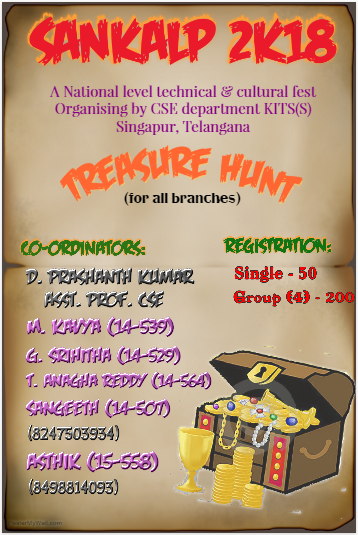 SANKALP 2K18
A National level technical & cultural fest
Organising by CSE department KITS(S)
Singapur, Telangana
TREASURE HUNT
(for all branches)
CO-ORDINATORS:
D. PRASHANTH KUMAR
ASST. PROF. CSE
M. KAVYA (14-539)
G. SRIHITHA (14-529)
T. ANAGHA REDDY (14-564)
SANGEETH (14-507)
(8247503934)
ASTHIK (15-558)
(8498814093)
REGISTRATION:
Single - 50
Group (4) - 200